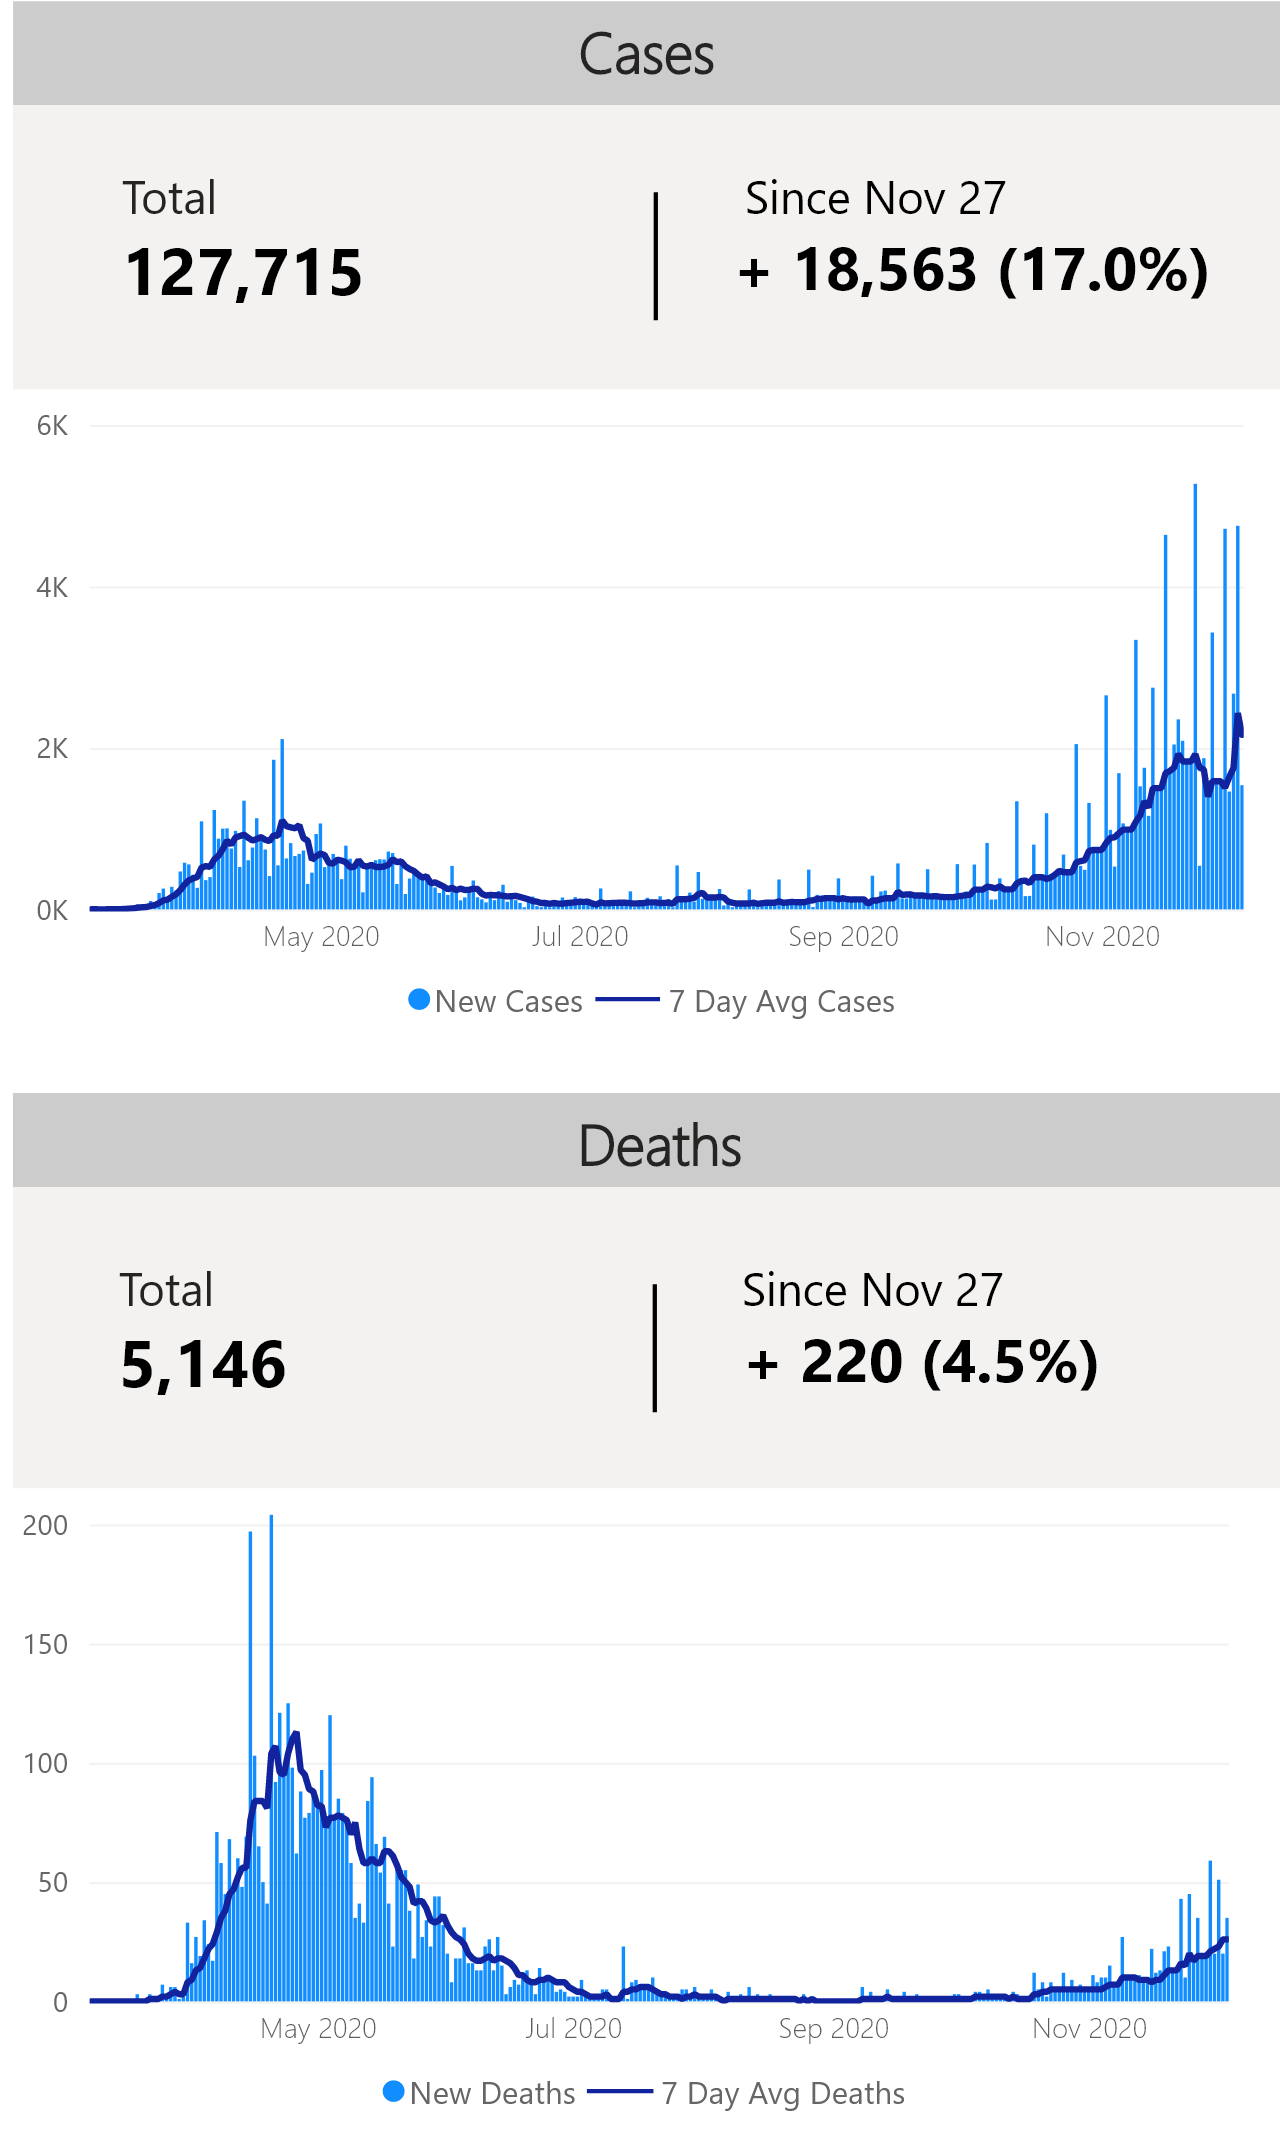 Cases
Total
Since Nov 27
127,715
+ 18,563 (17.0%)
6K
4K
2K
0K
May 2020 Jul 2020 Sep 2020 Nov 2020
New Cases 7 Day Avg Cases
Deaths
Total
Since Nov 27
5,146
+ 220 (4.5%)
200
150
100
50
0
May 2020 Jul 2020 Sep 2020 Nov 2020
New Deaths 7 Day Avg Deaths